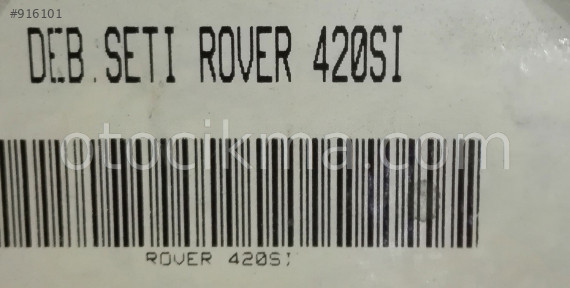 #916101
DEB.SETI ROVER 420SI
otocikma.com
ROVER 420SI